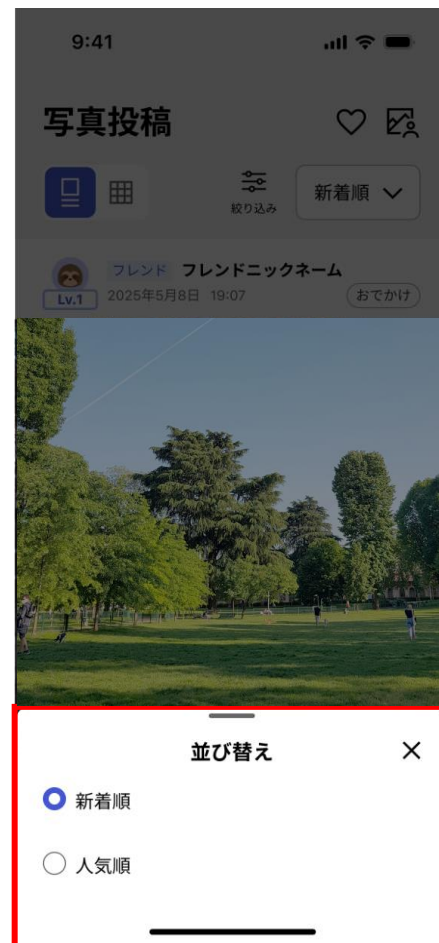 9:41
写真投稿
絞り込み
新着順
フレンド フレンドニックネーム
Lv.1 2025年5月8日 19:07 おでかけ
並び替え
新着順
人気順